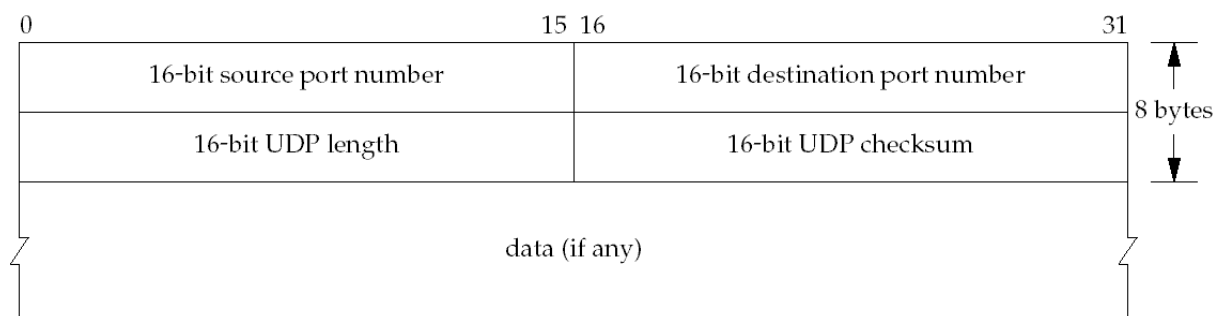 0 15 16 31
16-bit source port number 16-bit destination port number
8 bytes
16-bit UDP length 16-bit UDP checksum
data (if any)